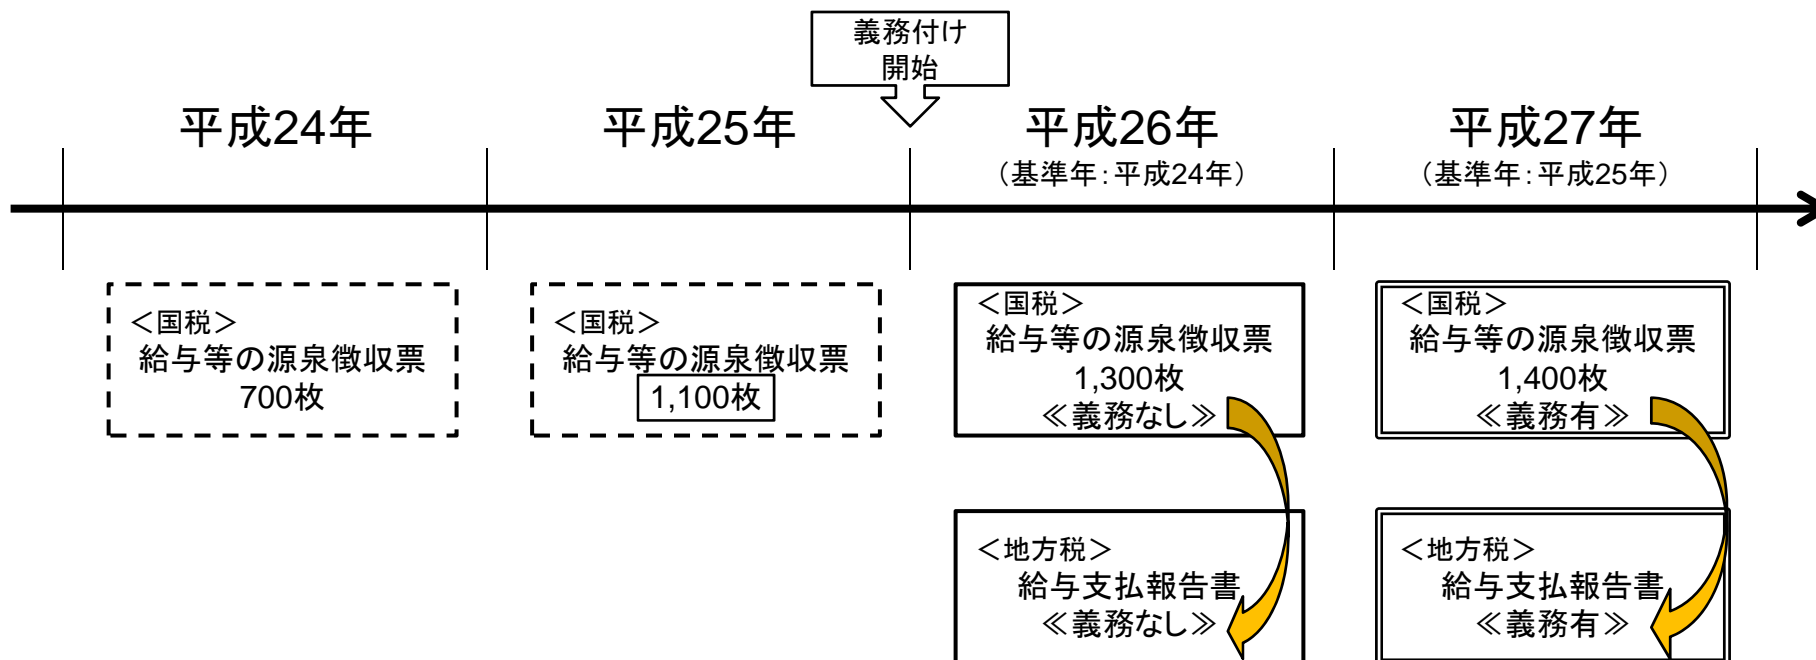 義務付け
開始
平成24年
平成25年
平成26年
(基準年:平成24年)
平成27年
(基準年:平成25年)
＜国税＞
給与等の源泉徴収票
700枚
＜国税＞
給与等の源泉徴収票
1,100枚
＜国税＞
給与等の源泉徴収票
1,300枚
≪義務なし≫
＜国税＞
給与等の源泉徴収票
1,400枚
≪義務有≫
＜地方税＞
給与支払報告書
≪義務なし≫
＜地方税＞
給与支払報告書
≪義務有≫